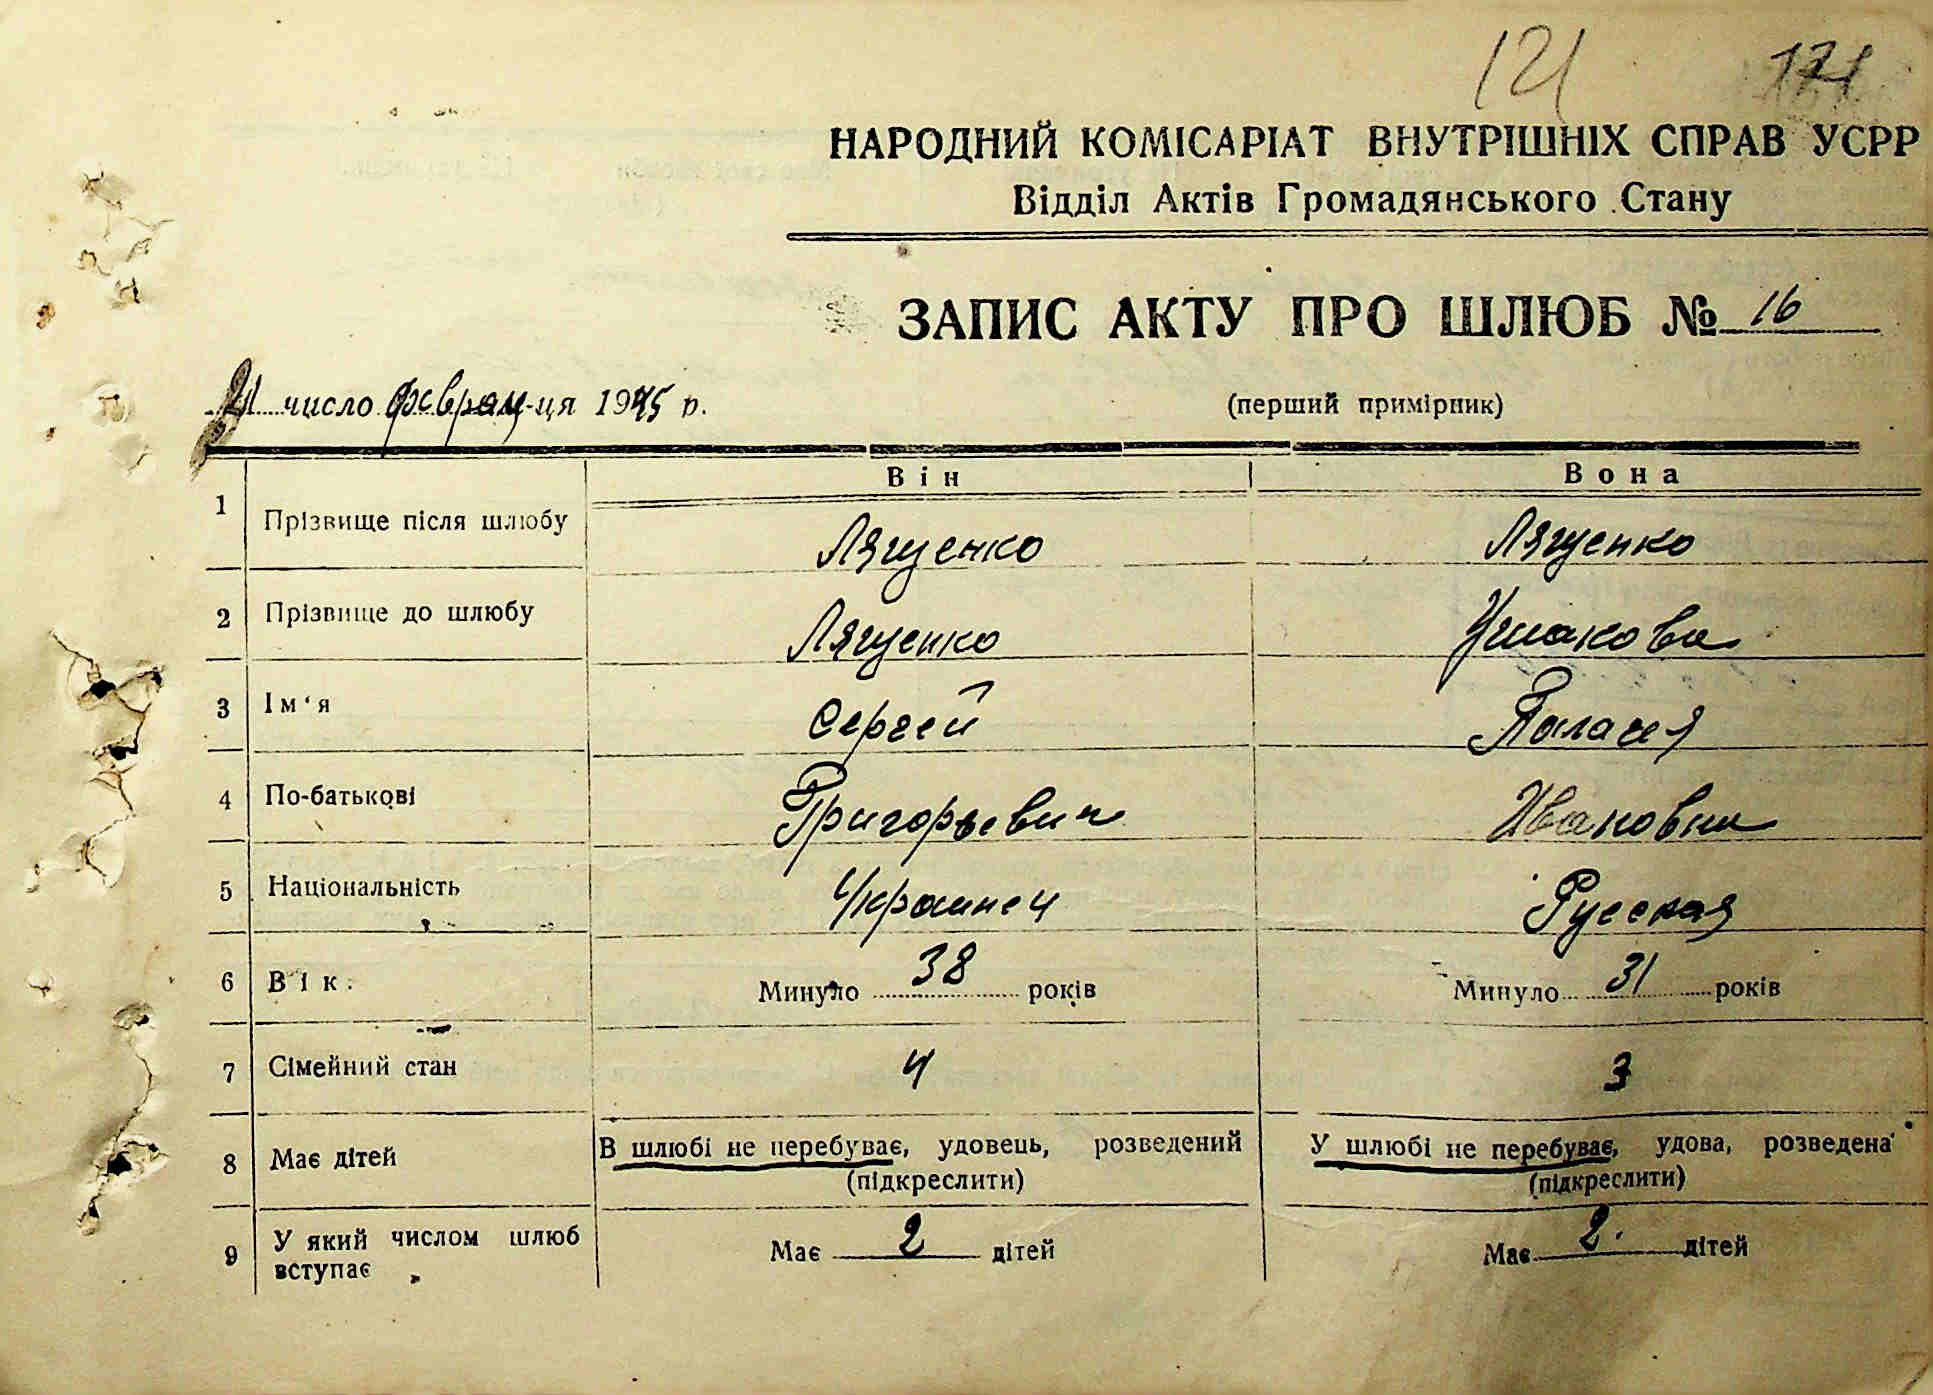 121 121
НАРОДНИЙ КОМІСАРІАТ ВНУТРІШНІХ СПРАВ УСРР
Відділ Актів Громадянського Стану
ЗАПИС АКТУ ПРО ШЛЮБ № 16
21 число феврал-ця 1945 р. (перший примірник)
Він Вона
1 Прізвище після шлюбу Лященко Лященко
2 Прізвище до шлюбу Лященко Ушакова
3 Ім'я Сергей Палагея
4 По-батькові Григорьевич Ивановна
5 Національність Украинец Русская
6 Вік Минуло 38 років Минуло 31 років
7 Сімейний стан 4 3
8 Має дітей В шлюбі не перебуває, удовець, розведений У шлюбі не перебуває, удова, розведена
(підкреслити) (підкреслити)
9 У який числом шлюб вступає Має 2 дітей Має 2. дітей